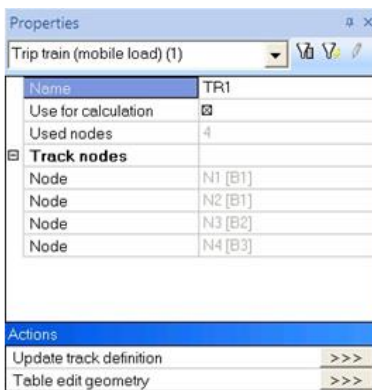 Properties
Trip train (mobile load) (1)
Name TR1
Use for calculation
Used nodes 4
Track nodes
Node N1 [B1]
Node N2 [B1]
Node N3 [B2]
Node N4 [B3]
Actions
Update track definition >>>
Table edit geometry >>>